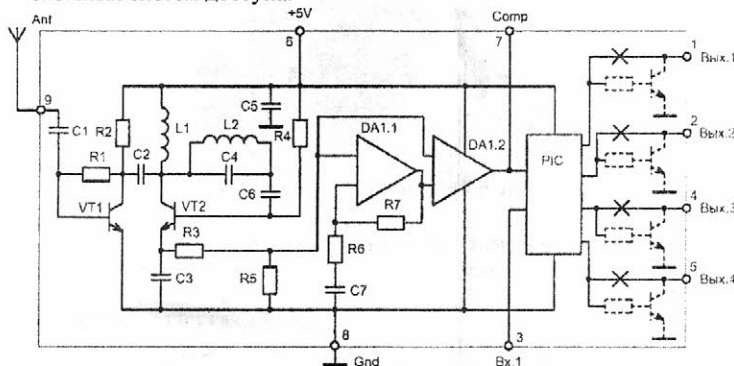 Ant
+5V
Comp
6
7
9
1
Вых.1
C1
R2
L1
L2
C5
R4
DA1.1
DA1.2
PIC
2
Вых.2
R1
C2
C4
C6
VT1
VT2
R7
4
Вых.3
R3
R6
C3
R5
C7
5
Вых.4
8
3
Gnd
Вх.1